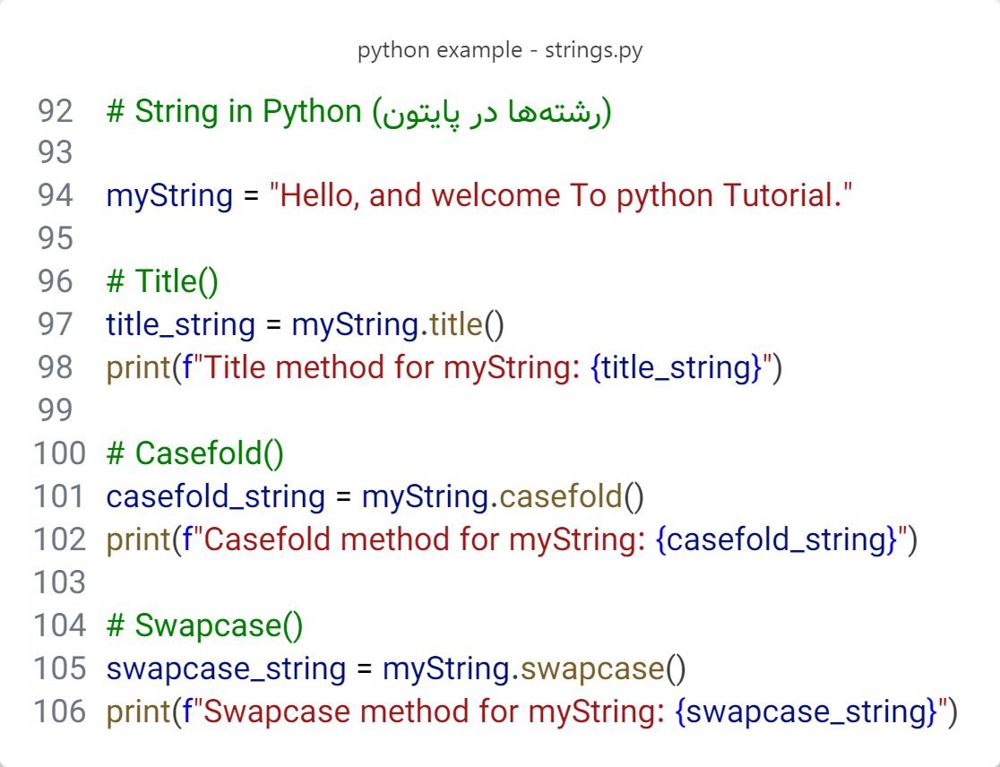 python example - strings.py
92 # String in Python (رشته‌ها در پایتون)
93
94 myString = "Hello, and welcome To python Tutorial."
95
96 # Title()
97 title_string = myString.title()
98 print(f"Title method for myString: {title_string}")
99
100 # Casefold()
101 casefold_string = myString.casefold()
102 print(f"Casefold method for myString: {casefold_string}")
103
104 # Swapcase()
105 swapcase_string = myString.swapcase()
106 print(f"Swapcase method for myString: {swapcase_string}")